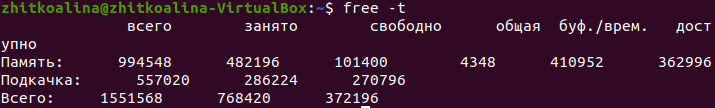 zhitkoalina@zhitkoalina-VirtualBox:~$ free -t
всего занято свободно общая буф./врем. дост
упно
Память: 994548 482196 101400 4348 410952 362996
Подкачка: 557020 286224 270796
Всего: 1551568 768420 372196